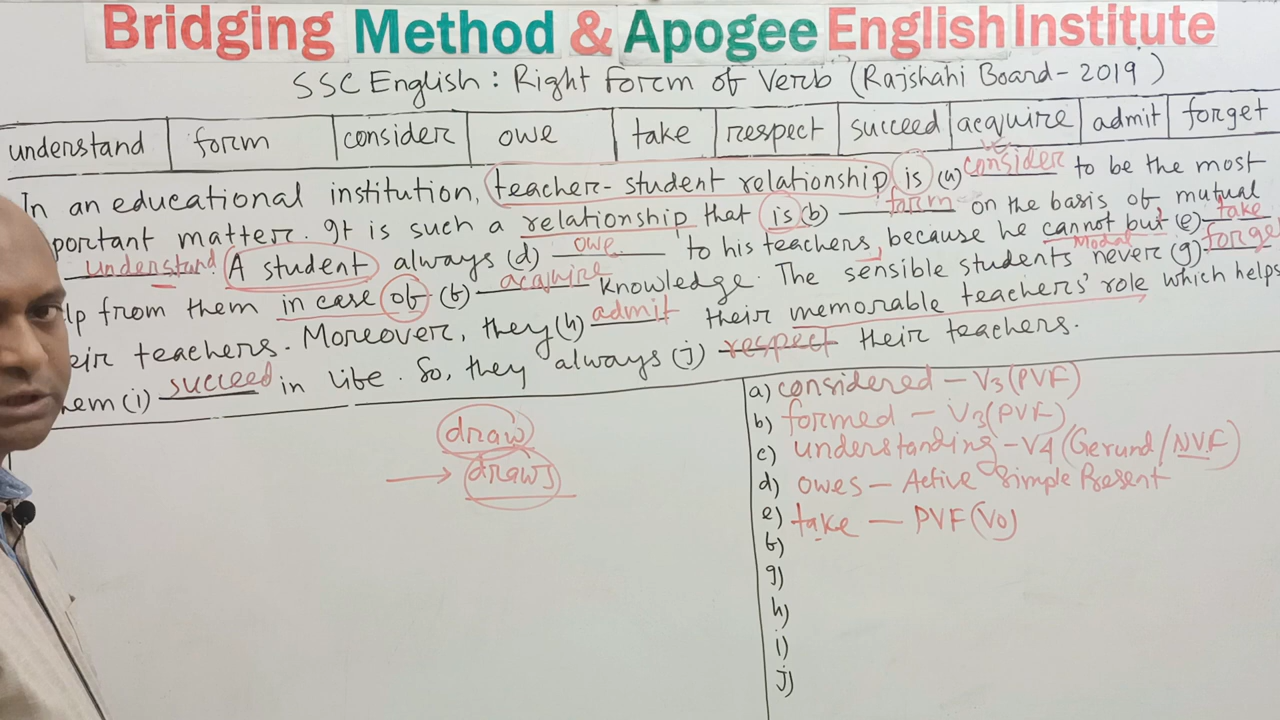 Bridging Method & Apogee English Institute
SSC English : Right Form of Verb (Rajshahi Board-2019)
understand form consider owe take respect succeed acquire admit forget
In an educational institution, teacher-student relationship is (a) consider to be the most
portant matter. It is such a relationship that is (b) form on the basis of mutual
understand. A student always (d) owe to his teachers, because he cannot but (e) take
Modal
lp from them in case of (f) acquire knowledge. The sensible students never (g) forge
eir teachers. Moreover, they (h) admit their memorable teachers' role which helps
hem (i) succeed in life. So, they always (j) respect their teachers.
draw
→ draws
a) considered - V3 (PVF)
b) formed - V3 (PVF)
c) understanding - V4 (Gerund/NVF)
d) owes - Active Simple Present
e) take - PVF (V0)
f)
g)
h)
i)
j)